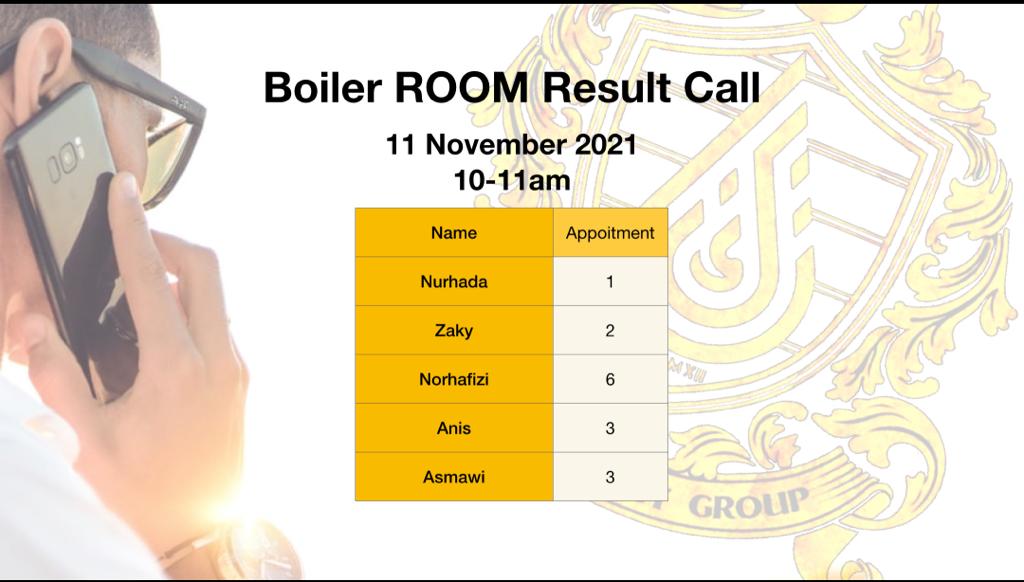 Boiler ROOM Result Call
11 November 2021
10-11am
Name Appoitment
Nurhada 1
Zaky 2
Norhafizi 6
Anis 3
Asmawi 3
GROUP